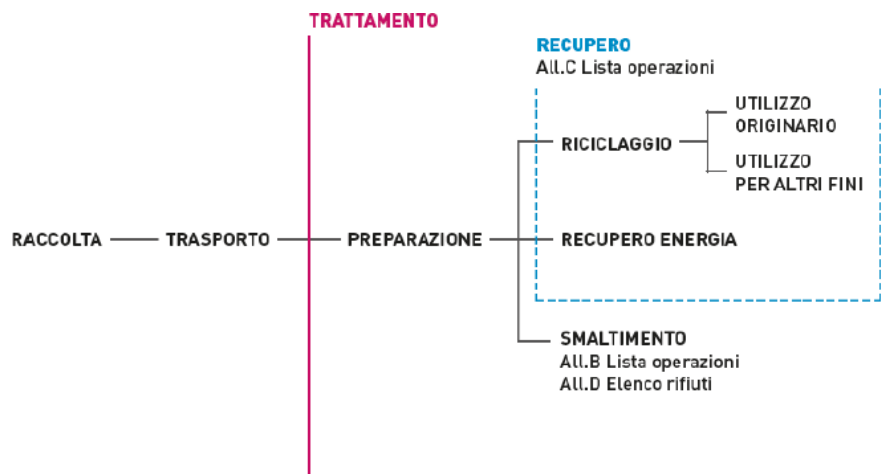 TRATTAMENTO
RECUPERO
All.C Lista operazioni
UTILIZZO
ORIGINARIO
RICICLAGGIO
UTILIZZO
PER ALTRI FINI
RACCOLTA
TRASPORTO
PREPARAZIONE
RECUPERO ENERGIA
SMALTIMENTO
All.B Lista operazioni
All.D Elenco rifiuti